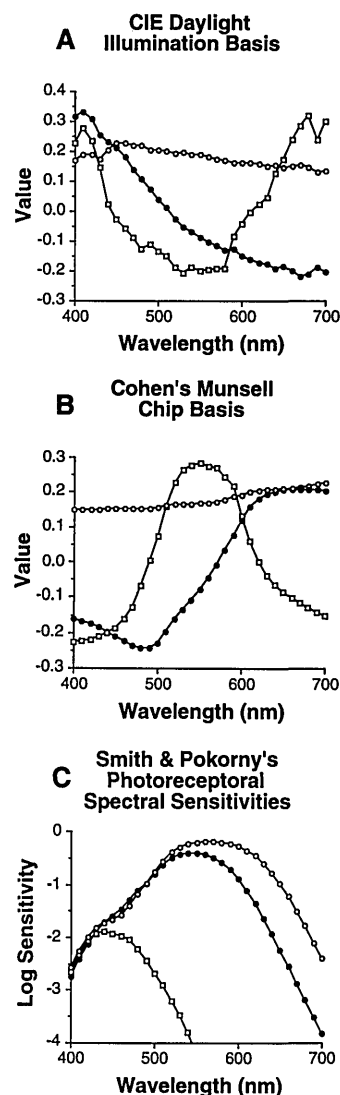 A
CIE Daylight
Illumination Basis
0.4
0.3
0.2
0.1
0.0
-0.1
-0.2
-0.3
Value
400
500
600
700
Wavelength (nm)
B
Cohen's Munsell
Chip Basis
0.3
0.2
0.1
0.0
-0.1
-0.2
-0.3
Value
400
500
600
700
Wavelength (nm)
C
Smith & Pokorny's
Photoreceptoral
Spectral Sensitivities
0
-1
-2
-3
-4
Log Sensitivity
400
500
600
700
Wavelength (nm)